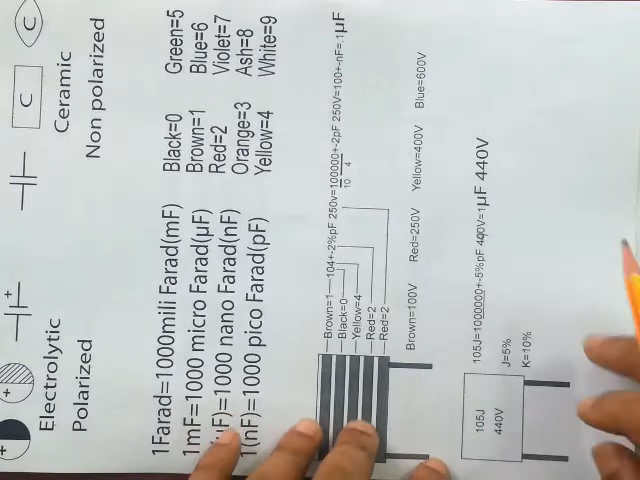 C
C
Ceramic
Non polarized
+
+
+
Electrolytic
Polarized
Green=5
Blue=6
Violet=7
Ash=8
White=9
Black=0
Brown=1
Red=2
Orange=3
Yellow=4
1Farad=1000mili Farad(mF)
1mF=1000 micro Farad(µF)
=1000 nano Farad(nF)
1(nF)=1000 pico Farad(pF)
Brown=1 104+-2%pF 250v=100000+-2pF 250V=100+-nF=.1µF
10 4
Black=0
Yellow=4
Red=2
Red=2
Brown=100V Red=250V Yellow=400V Blue=600V
105J=1000000+-5%pF 400V=1µF 440V
J=5%
K=10%
105J
440V